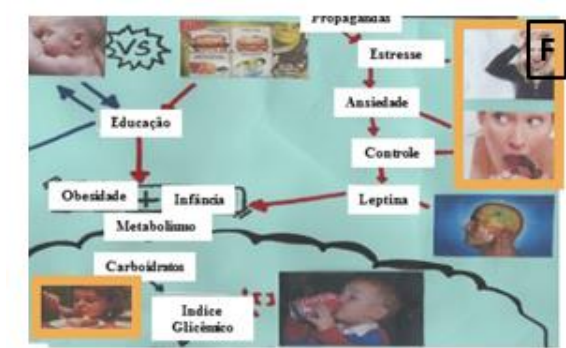 Propagandas
VS
Estresse
F
Ansiedade
Educação
Controle
Obesidade + Infância
Leptina
Metabolismo
Carboidratos
Indice
Glicêmico